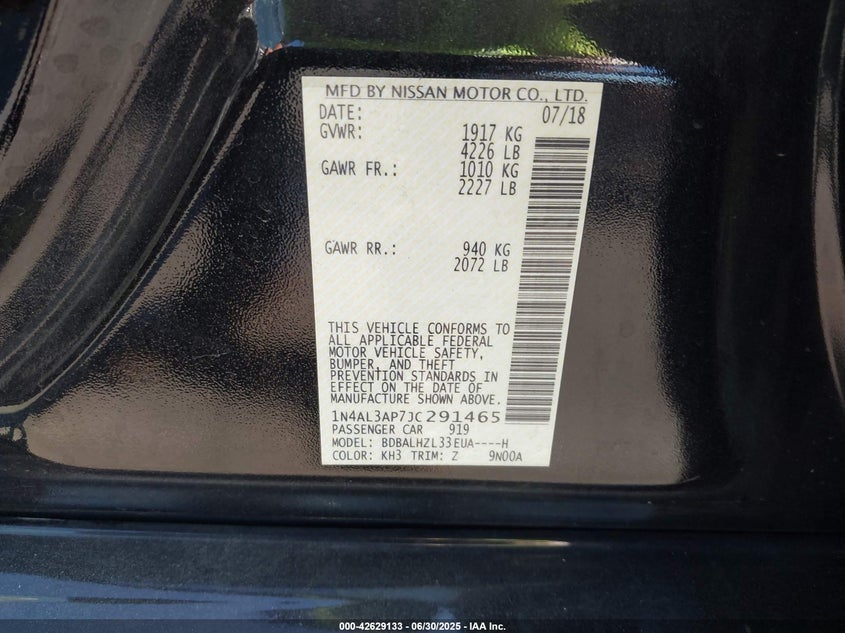 MFD BY NISSAN MOTOR CO., LTD.
DATE: 07/18
GVWR: 1917 KG
4226 LB
GAWR FR.: 1010 KG
2227 LB
GAWR RR.: 940 KG
2072 LB
THIS VEHICLE CONFORMS TO
ALL APPLICABLE FEDERAL
MOTOR VEHICLE SAFETY,
BUMPER, AND THEFT
PREVENTION STANDARDS IN
EFFECT ON THE DATE OF
MANUFACTURE SHOWN ABOVE.
1N4AL3AP7JC291465
PASSENGER CAR 919
MODEL: BDBALHZL33EUA----H
COLOR: KH3 TRIM: Z 9N00A
000-42629133 - 06/30/2025 - IAA Inc.